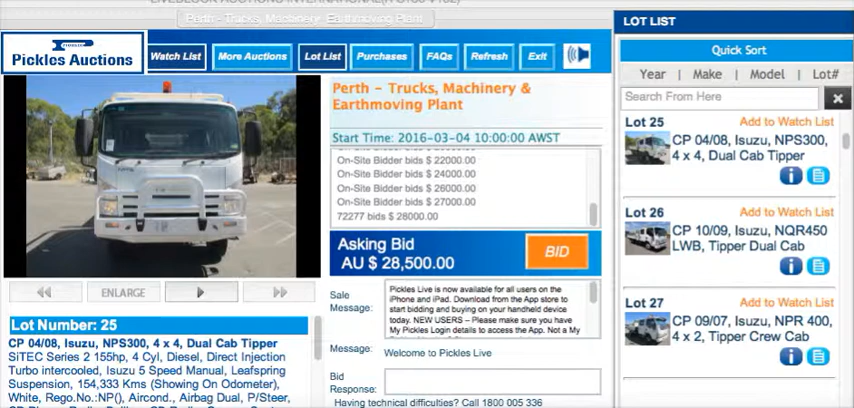 Perth - Trucks, Machinery Earthmoving Plant
PICKLES
Pickles Auctions
Watch List
More Auctions
Lot List
Purchases
FAQs
Refresh
Exit
Perth - Trucks, Machinery &
Earthmoving Plant
Start Time: 2016-03-04 10:00:00 AWST
On-Site Bidder bids $ 22000.00
On-Site Bidder bids $ 24000.00
On-Site Bidder bids $ 26000.00
On-Site Bidder bids $ 27000.00
72277 bids $ 28000.00
Asking Bid
AU $ 28,500.00
BID
ENLARGE
Sale
Message:
Pickles Live is now available for all users on the
iPhone and iPad. Download from the App store to
start bidding and buying on your handheld device
today. NEW USERS - Please make sure you have
My Pickles Login details to access the App. Not a My
Message:
Welcome to Pickles Live
Bid
Response:
Having technical difficulties? Call 1800 005 336
Lot Number: 25
CP 04/08, Isuzu, NPS300, 4 x 4, Dual Cab Tipper
SiTEC Series 2 155hp, 4 Cyl, Diesel, Direct Injection
Turbo intercooled, Isuzu 5 Speed Manual, Leafspring
Suspension, 154,333 Kms (Showing On Odometer),
White, Rego.No.:NP(), Aircond., Airbag Dual, P/Steer,
LOT LIST
Quick Sort
Year | Make | Model | Lot#
Search From Here
Lot 25
Add to Watch List
CP 04/08, Isuzu, NPS300,
4 x 4, Dual Cab Tipper
Lot 26
Add to Watch List
CP 10/09, Isuzu, NQR450
LWB, Tipper Dual Cab
Lot 27
Add to Watch List
CP 09/07, Isuzu, NPR 400,
4 x 2, Tipper Crew Cab